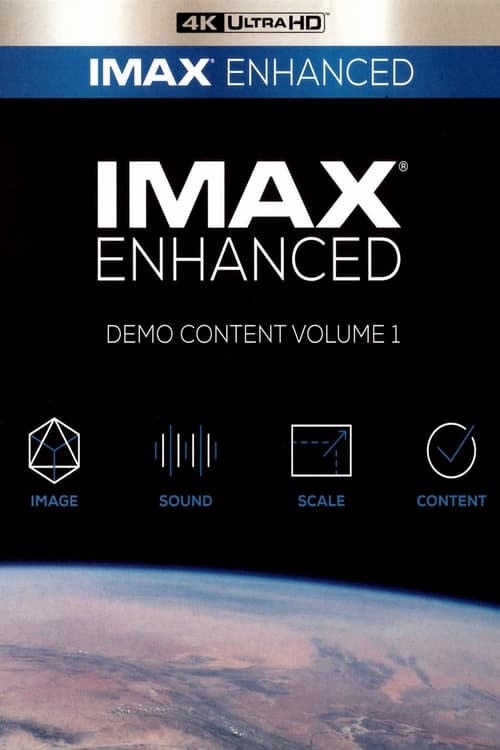 4K ULTRA HD
IMAX® ENHANCED
IMAX®
ENHANCED
DEMO CONTENT VOLUME 1
IMAGE SOUND SCALE CONTENT